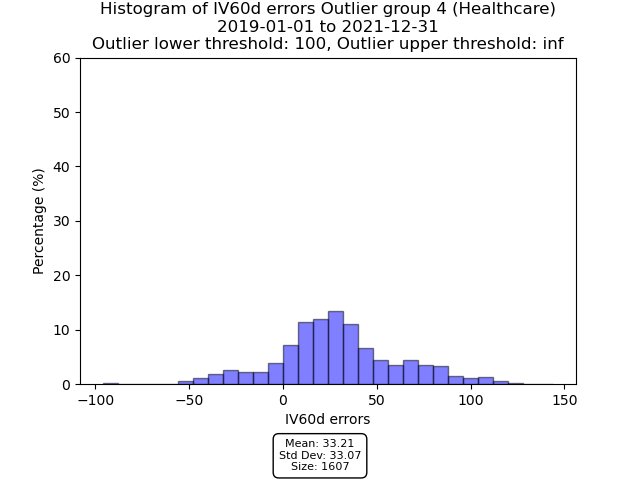 Histogram of IV60d errors Outlier group 4 (Healthcare)
2019-01-01 to 2021-12-31
Outlier lower threshold: 100, Outlier upper threshold: inf
60
50
40
30
20
10
0
Percentage (%)
−100
−50
0
50
100
150
IV60d errors
Mean: 33.21
Std Dev: 33.07
Size: 1607